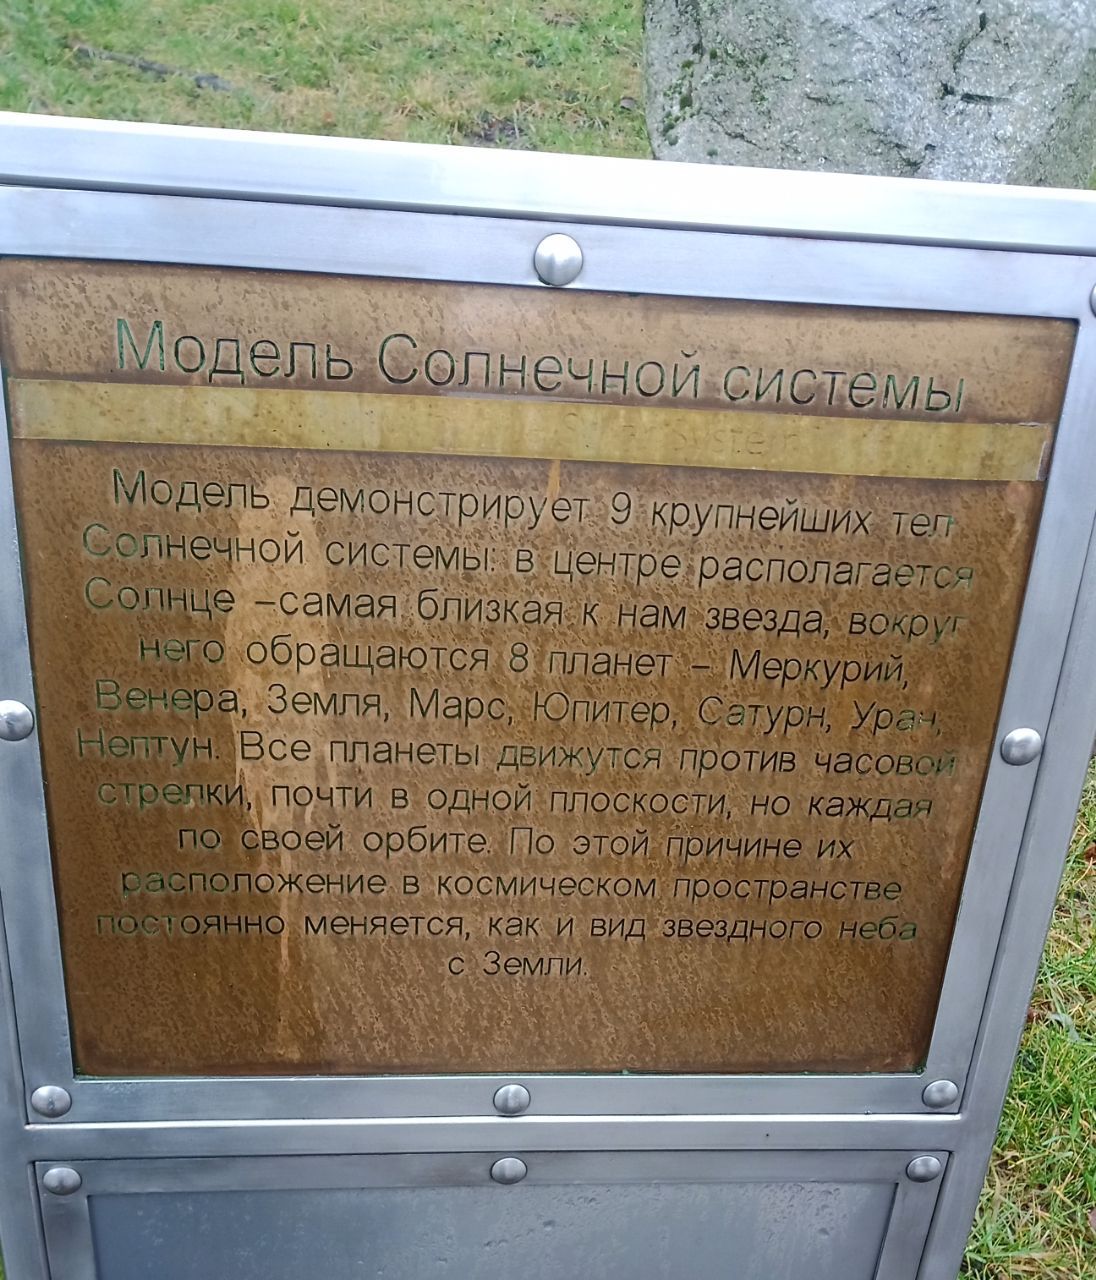 Модель Солнечной системы
Solar System
Модель демонстрирует 9 крупнейших тел
Солнечной системы: в центре располагается
Солнце –самая близкая к нам звезда, вокруг
него обращаются 8 планет – Меркурий,
Венера, Земля, Марс, Юпитер, Сатурн, Уран,
Нептун. Все планеты движутся против часовой
стрелки, почти в одной плоскости, но каждая
по своей орбите. По этой причине их
расположение в космическом пространстве
постоянно меняется, как и вид звездного неба
с Земли.